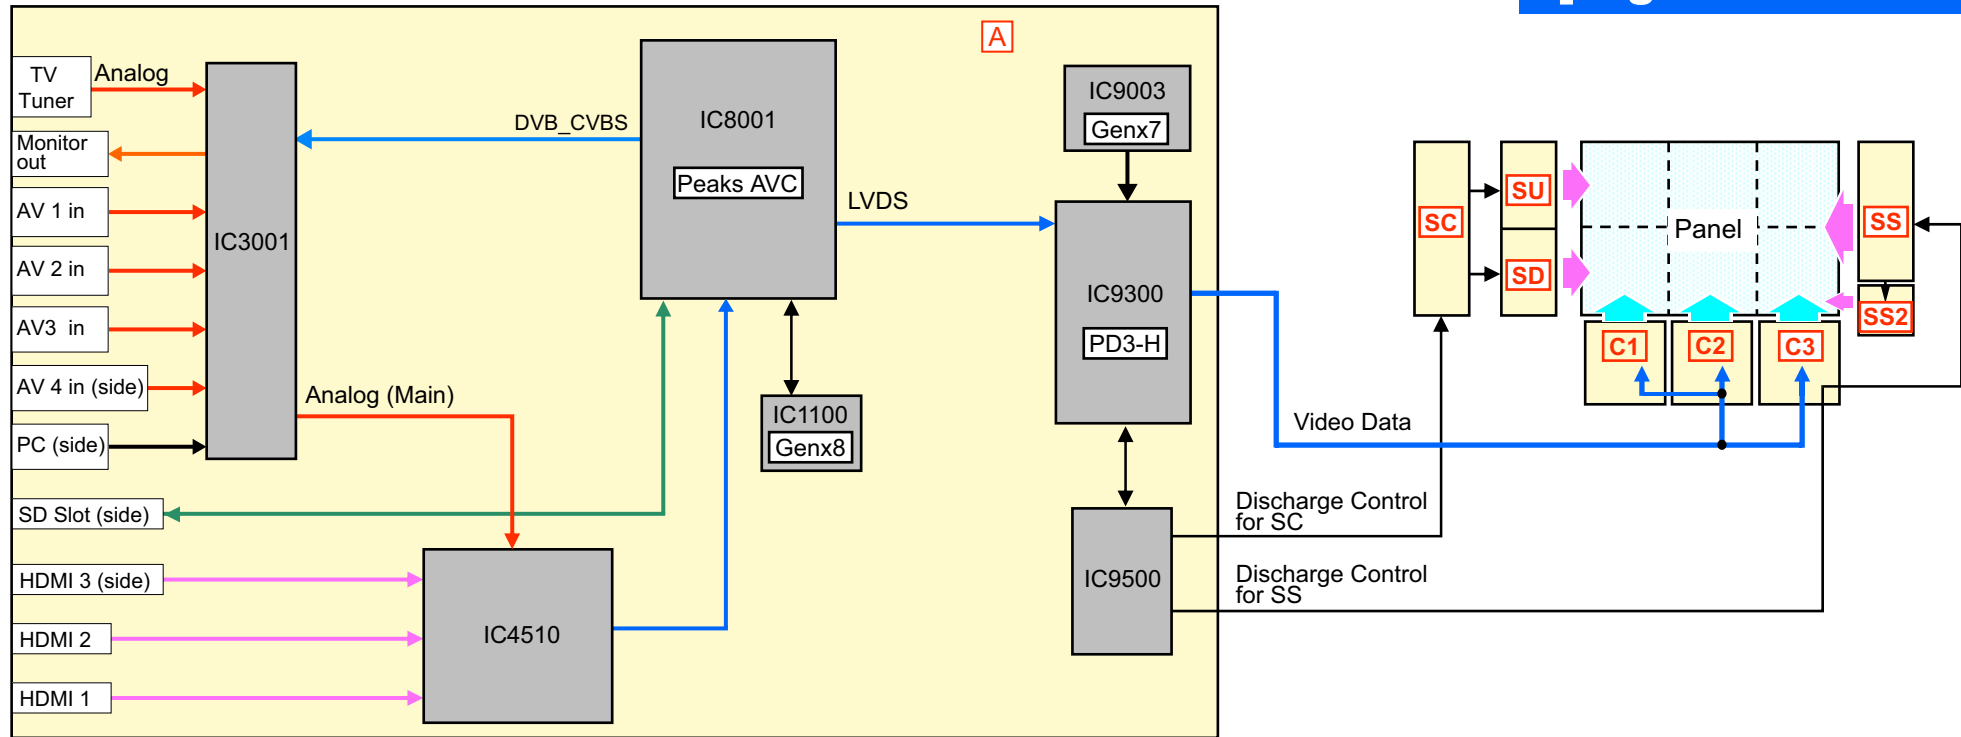 A
TV
Tuner
Analog
Monitor
out
AV 1 in
AV 2 in
AV3 in
AV 4 in (side)
PC (side)
SD Slot (side)
HDMI 3 (side)
HDMI 2
HDMI 1
IC3001
DVB_CVBS
Analog (Main)
IC8001
Peaks AVC
LVDS
IC1100
Genx8
IC4510
IC9003
Genx7
IC9300
PD3-H
IC9500
Video Data
Discharge Control
for SC
Discharge Control
for SS
SC
SU
SD
Panel
SS
SS2
C1
C2
C3